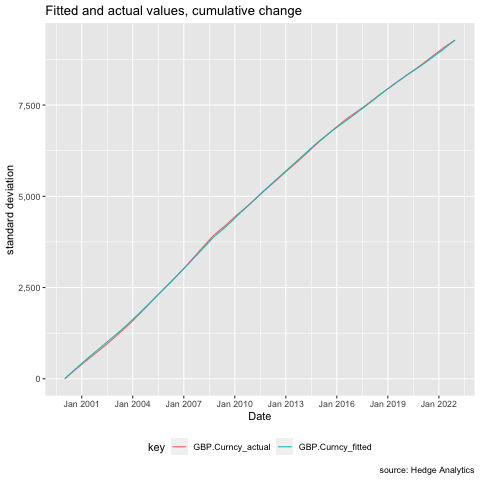 Fitted and actual values, cumulative change
standard deviation
7,500
5,000
2,500
0
Jan 2001 Jan 2004 Jan 2007 Jan 2010 Jan 2013 Jan 2016 Jan 2019 Jan 2022
Date
key GBP.Curncy_actual GBP.Curncy_fitted
source: Hedge Analytics